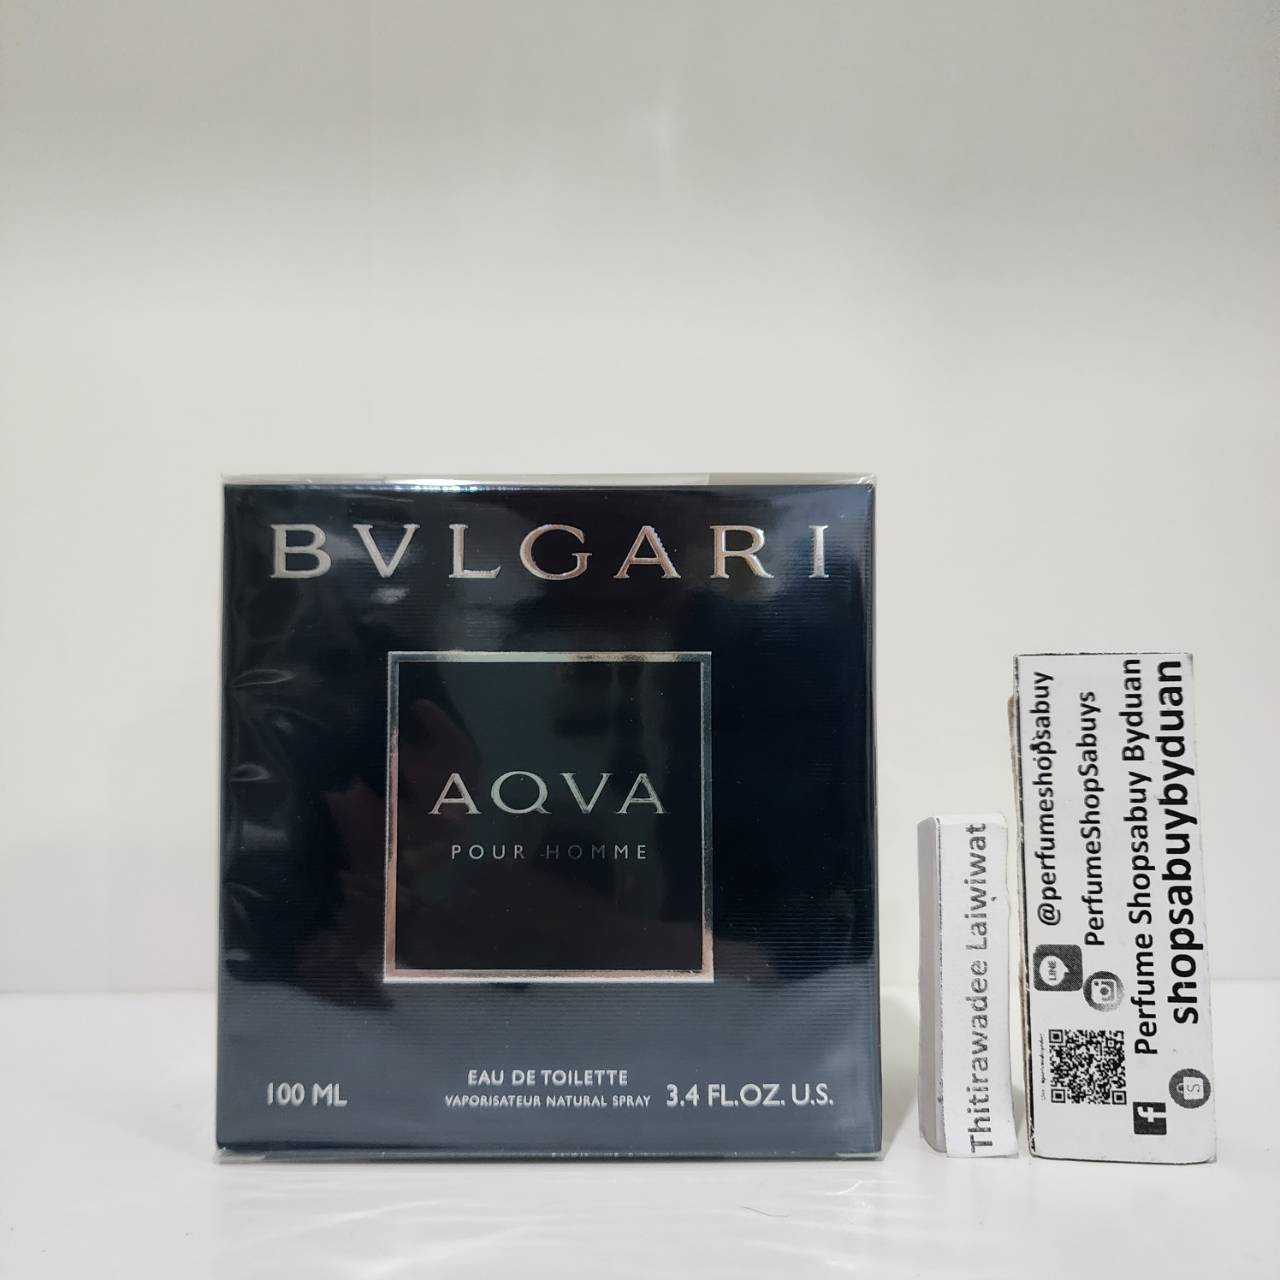 BVLGARI
AQVA
POUR HOMME
EAU DE TOILETTE
VAPORISATEUR NATURAL SPRAY
100 ML
3.4 FL.OZ. U.S.
Thitirawadee Laiwiwat
LINE @perfumeshopsabuy
PerfumeShopSabuys
Perfume Shopsabuy Byduan
shopsabuybyduan